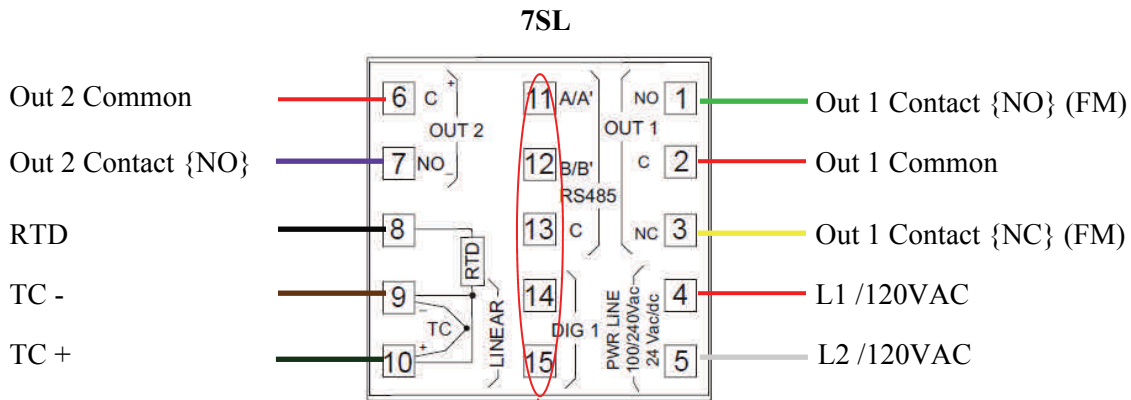 7SL
Out 2 Common
6 C +
11 A/A'
NO 1
Out 1 Contact {NO} (FM)
OUT 2
OUT 1
Out 2 Contact {NO}
7 NO -
12 B/B'
C 2
Out 1 Common
RS485
RTD
8
13 C
NC 3
Out 1 Contact {NC} (FM)
RTD
TC -
9 -
14
4
L1 /120VAC
TC
LINEAR
DIG 1
PWR LINE
100/240Vac
24 Vac/dc
TC +
10 +
15
5
L2 /120VAC